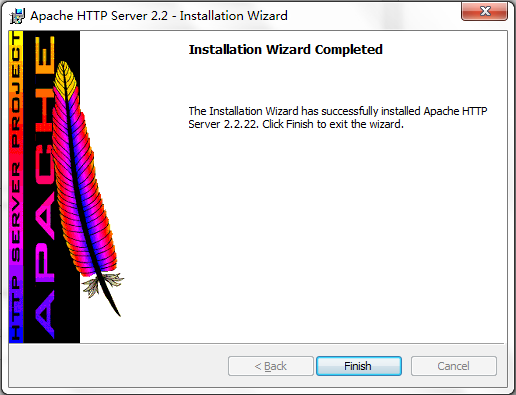 Apache HTTP Server 2.2 - Installation Wizard
HTTP SERVER PROJECT
APACHE
Installation Wizard Completed
The Installation Wizard has successfully installed Apache HTTP
Server 2.2.22. Click Finish to exit the wizard.
< Back
Finish
Cancel